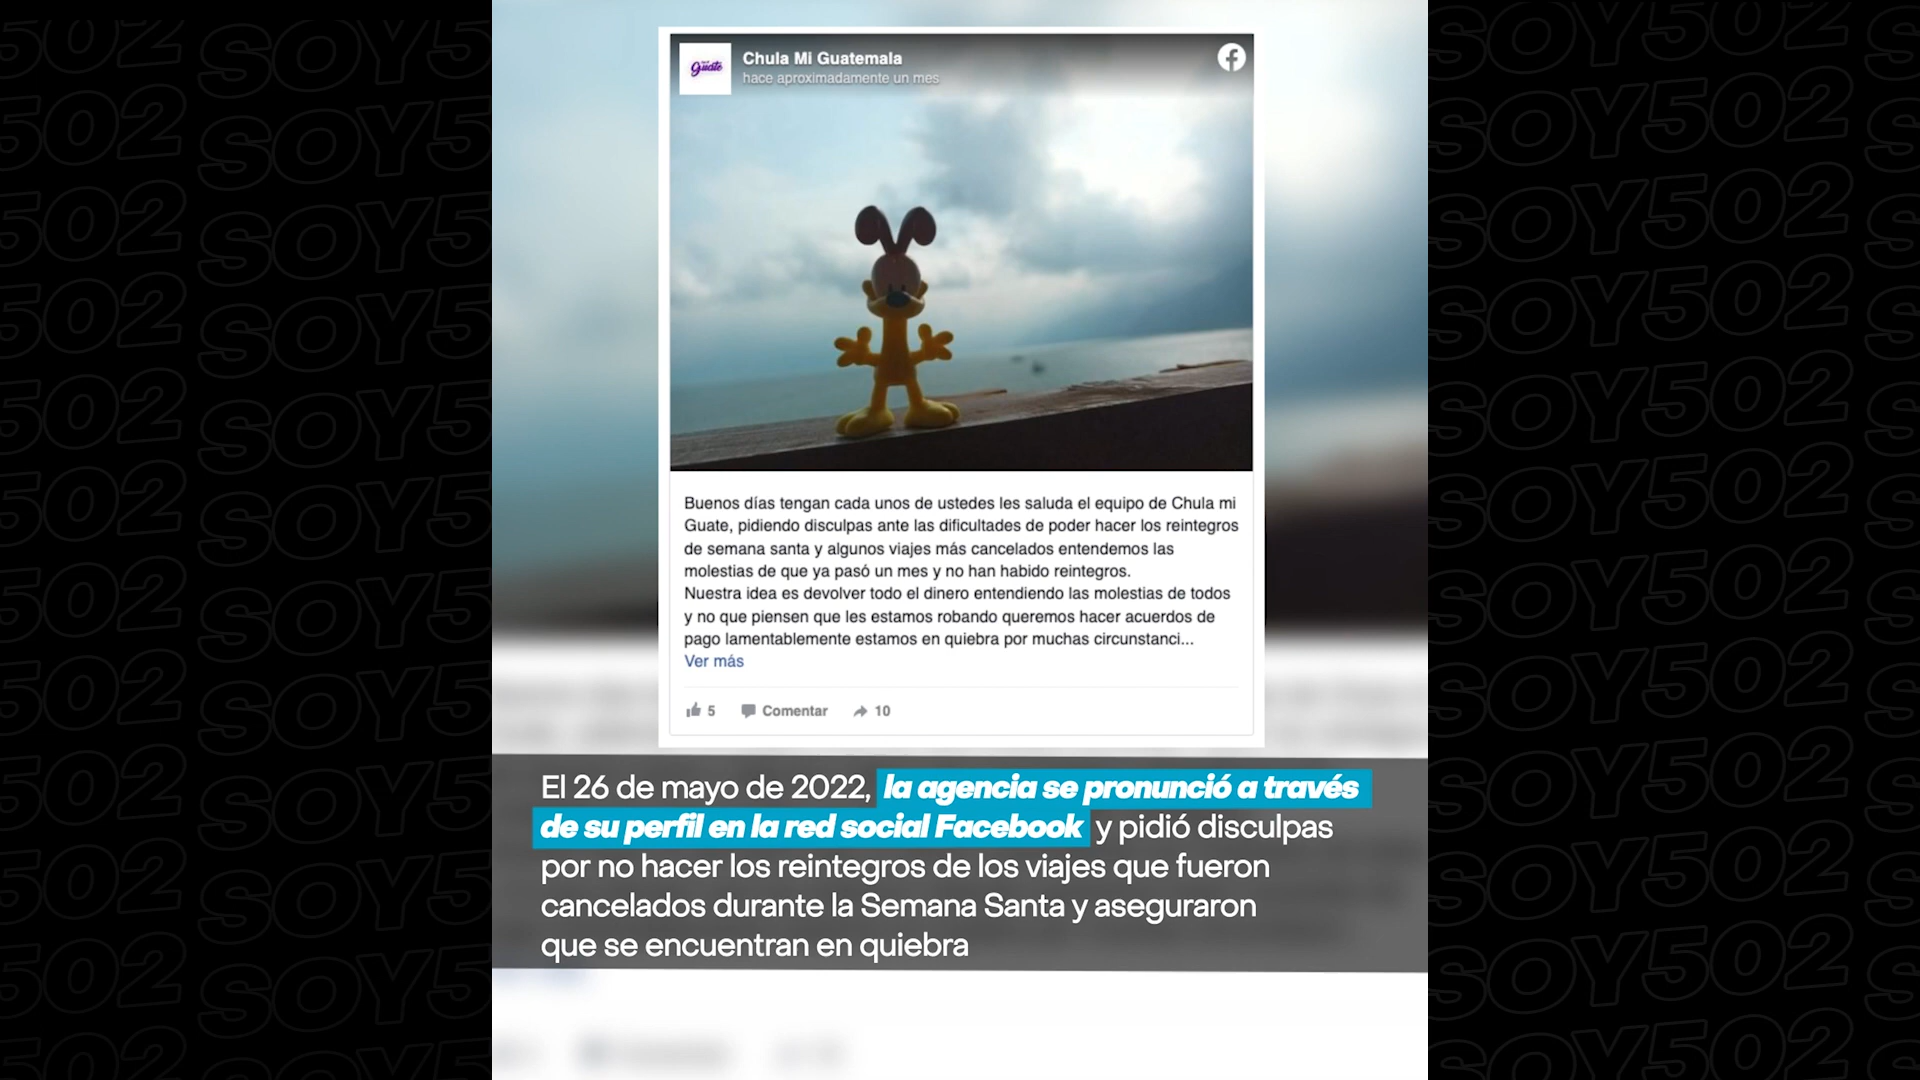 Guate
Chula Mi Guatemala
hace aproximadamente un mes
Buenos días tengan cada unos de ustedes les saluda el equipo de Chula mi
Guate, pidiendo disculpas ante las dificultades de poder hacer los reintegros
de semana santa y algunos viajes más cancelados entendemos las
molestias de que ya pasó un mes y no han habido reintegros.
Nuestra idea es devolver todo el dinero entendiendo las molestias de todos
y no que piensen que les estamos robando queremos hacer acuerdos de
pago lamentablemente estamos en quiebra por muchas circunstanci...
Ver más
5 Comentar 10
El 26 de mayo de 2022, la agencia se pronunció a través
de su perfil en la red social Facebook y pidió disculpas
por no hacer los reintegros de los viajes que fueron
cancelados durante la Semana Santa y aseguraron
que se encuentran en quiebra
SOY502